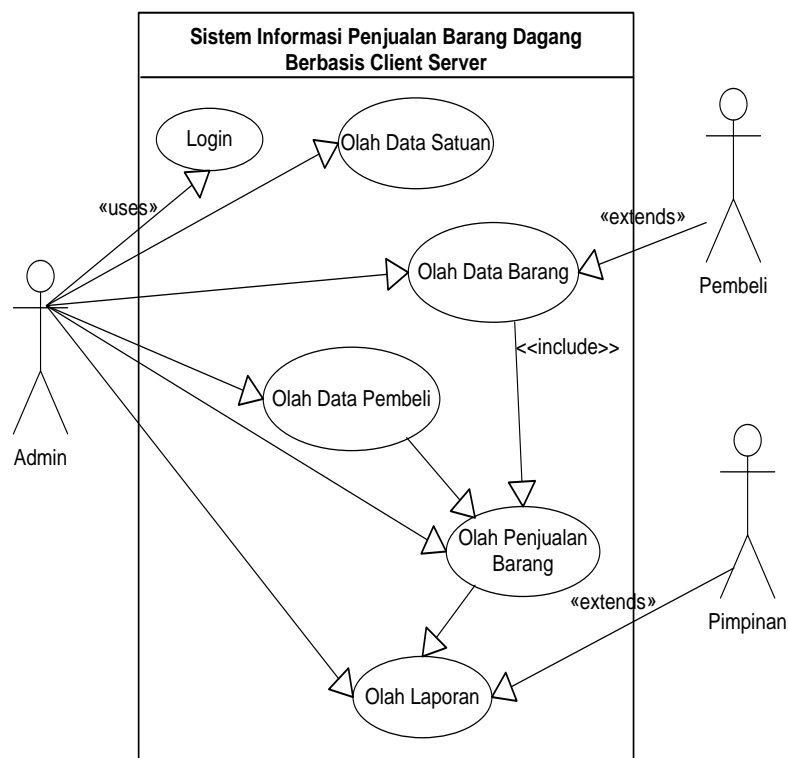 Sistem Informasi Penjualan Barang Dagang
Berbasis Client Server
Login
Olah Data Satuan
«uses»
«extends»
Olah Data Barang
Pembeli
<<include>>
Olah Data Pembeli
Admin
Olah Penjualan
Barang
«extends»
Pimpinan
Olah Laporan